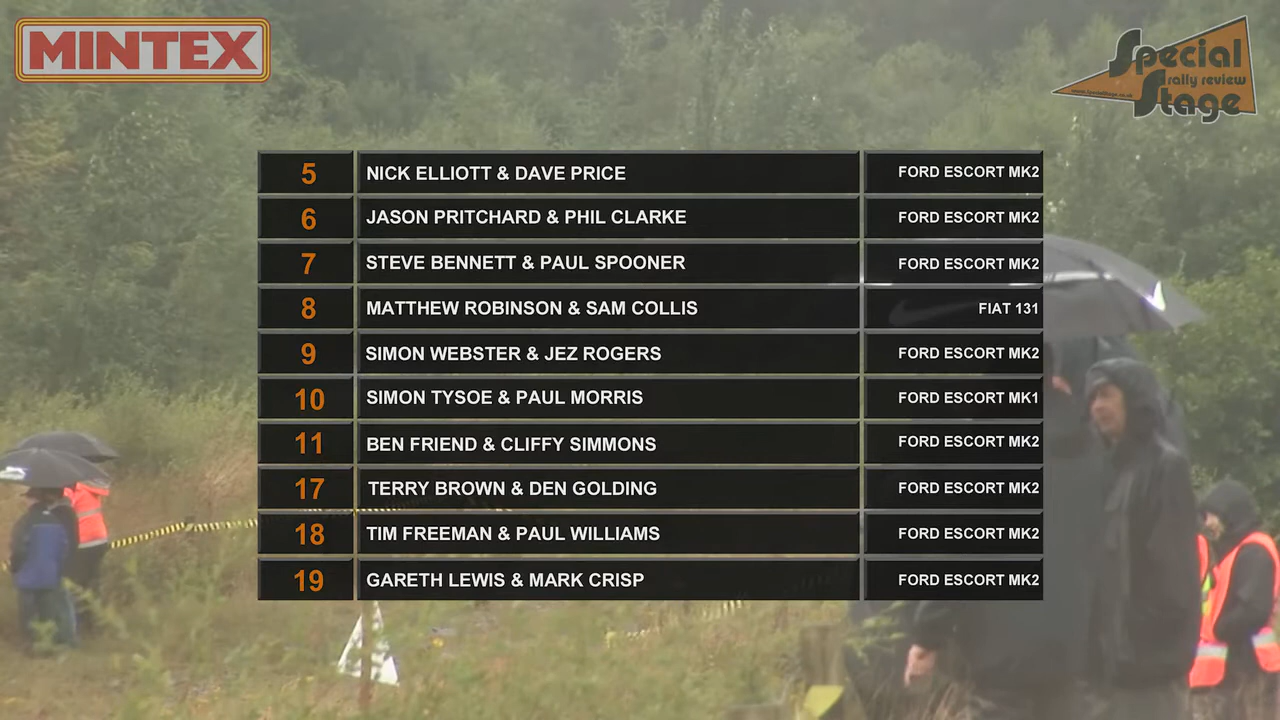 MINTEX
Special
rally review
www.SpecialStage.co.uk
Stage
5 NICK ELLIOTT & DAVE PRICE FORD ESCORT MK2
6 JASON PRITCHARD & PHIL CLARKE FORD ESCORT MK2
7 STEVE BENNETT & PAUL SPOONER FORD ESCORT MK2
8 MATTHEW ROBINSON & SAM COLLIS FIAT 131
9 SIMON WEBSTER & JEZ ROGERS FORD ESCORT MK2
10 SIMON TYSOE & PAUL MORRIS FORD ESCORT MK1
11 BEN FRIEND & CLIFFY SIMMONS FORD ESCORT MK2
17 TERRY BROWN & DEN GOLDING FORD ESCORT MK2
18 TIM FREEMAN & PAUL WILLIAMS FORD ESCORT MK2
19 GARETH LEWIS & MARK CRISP FORD ESCORT MK2